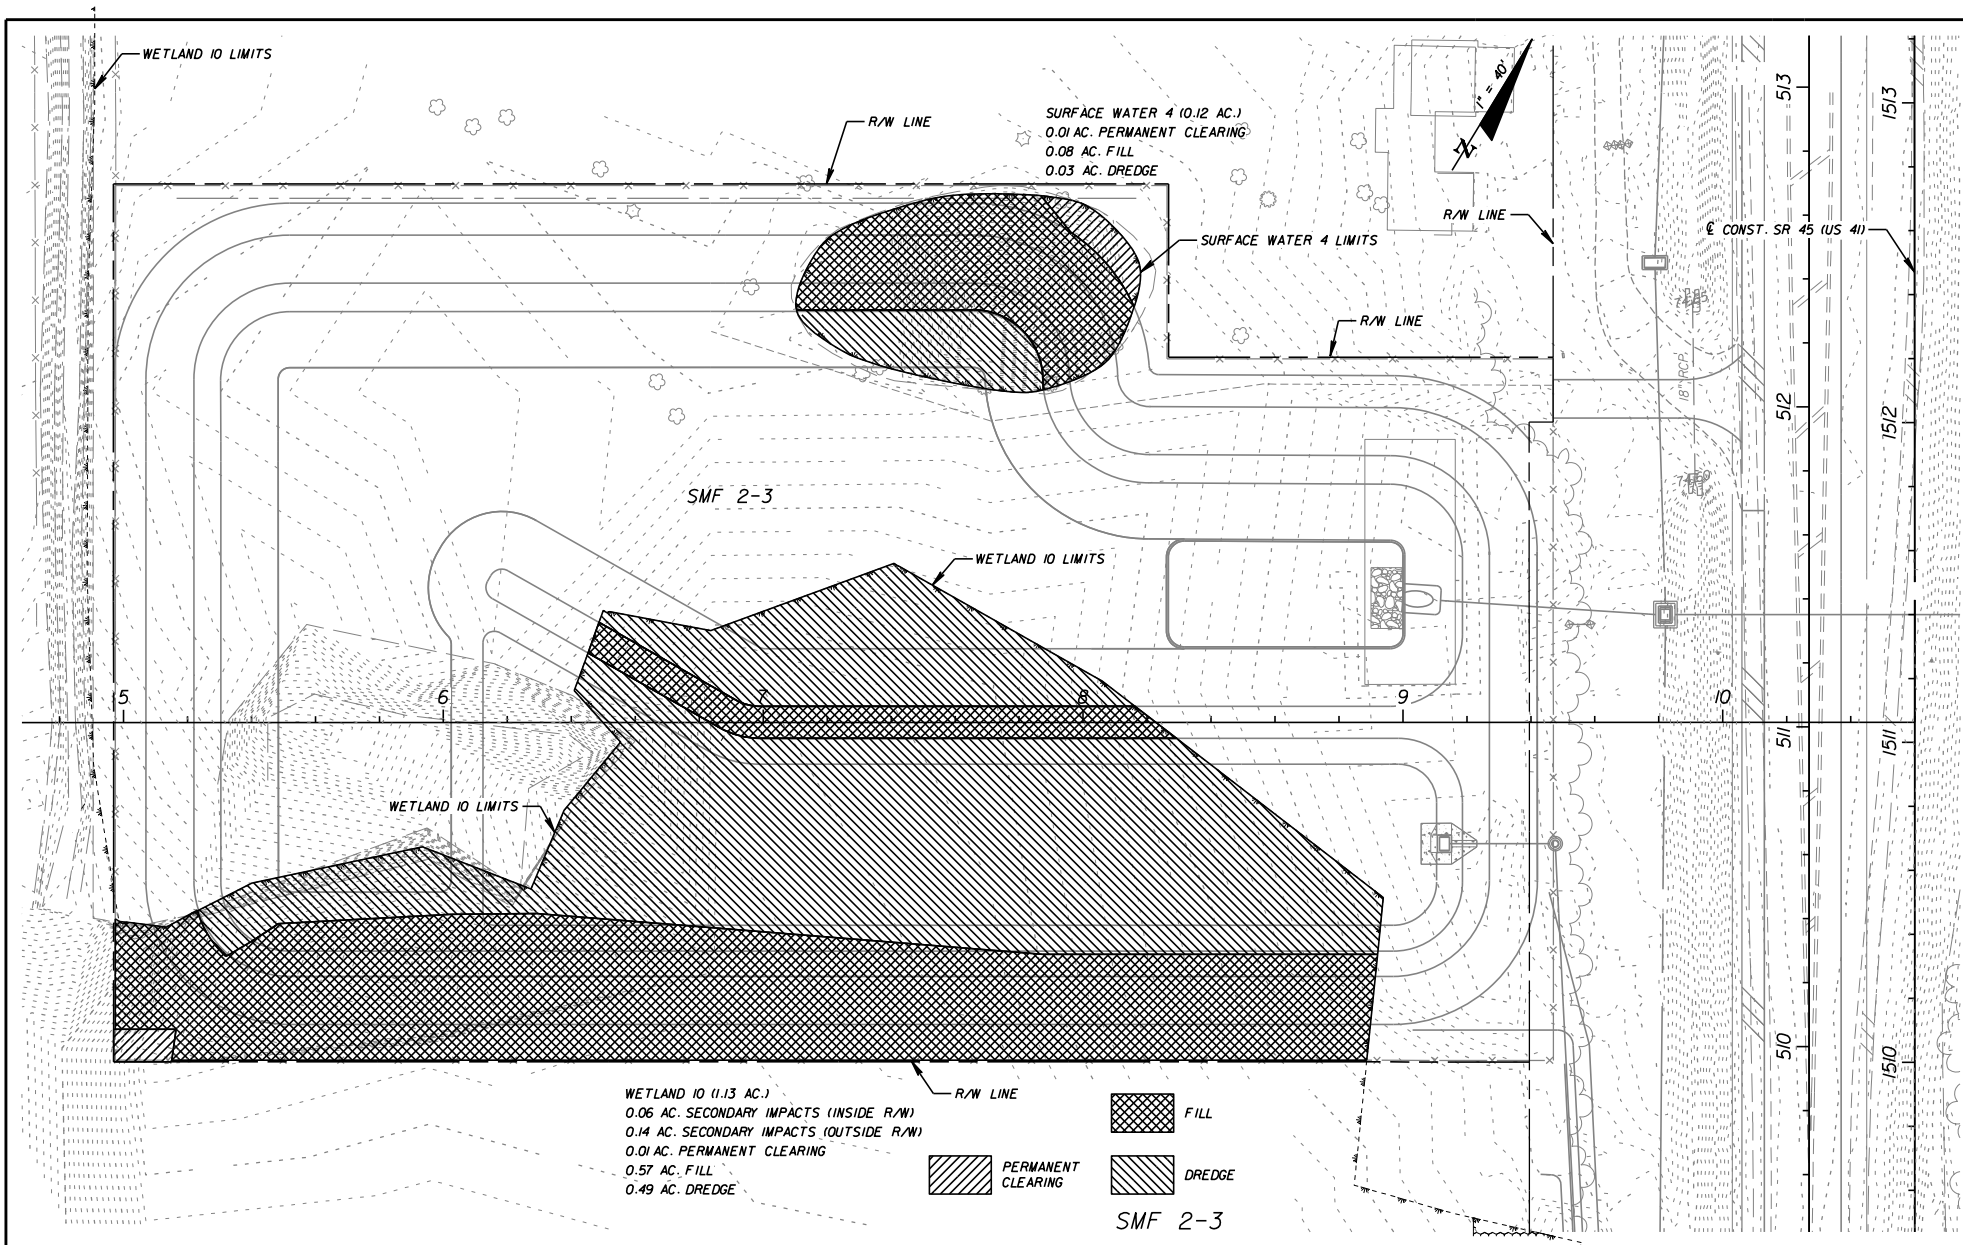 WETLAND 10 LIMITS
R/W LINE
SURFACE WATER 4 (0.12 AC.)
0.01 AC. PERMANENT CLEARING
0.08 AC. FILL
0.03 AC. DREDGE
1" = 40'
N
R/W LINE
SURFACE WATER 4 LIMITS
℄ CONST. SR 45 (US 41)
R/W LINE
513
1513
18" RCP
512
1512
SMF 2-3
WETLAND 10 LIMITS
5
6
7
8
9
10
511
1511
WETLAND 10 LIMITS
510
1510
R/W LINE
WETLAND 10 (1.13 AC.)
0.06 AC. SECONDARY IMPACTS (INSIDE R/W)
0.14 AC. SECONDARY IMPACTS (OUTSIDE R/W)
0.01 AC. PERMANENT CLEARING
0.57 AC. FILL
0.49 AC. DREDGE
PERMANENT
CLEARING
FILL
DREDGE
SMF 2-3